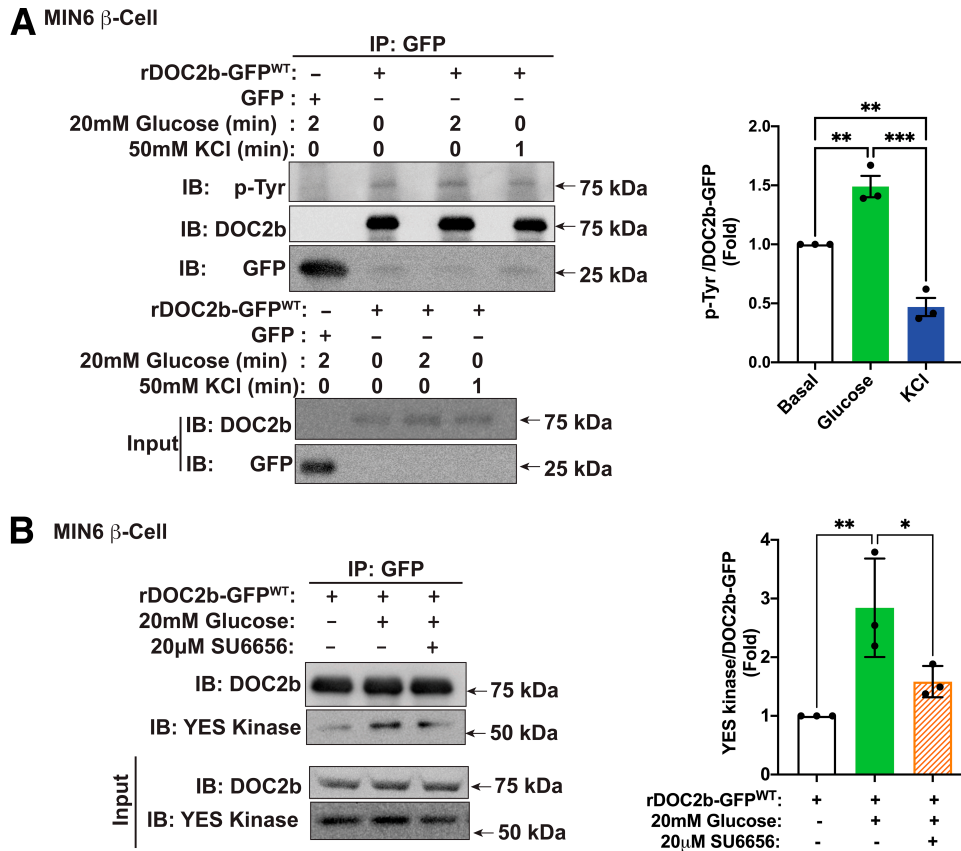 A MIN6 β-Cell
IP: GFP
rDOC2b-GFPWT: – + + +
GFP : + – – –
20mM Glucose (min) : 2 0 2 0
50mM KCl (min): 0 0 0 1
IB: p-Tyr ← 75 kDa
IB: DOC2b ← 75 kDa
IB: GFP ← 25 kDa
rDOC2b-GFPWT: – + + +
GFP : + – – –
20mM Glucose (min) : 2 0 2 0
50mM KCl (min): 0 0 0 1
Input
IB: DOC2b ← 75 kDa
IB: GFP ← 25 kDa
**
** ***
p-Tyr /DOC2b-GFP
(Fold)
2.0
1.5
1.0
0.5
0.0
Basal
Glucose
KCl
B MIN6 β-Cell
IP: GFP
rDOC2b-GFPWT: + + +
20mM Glucose: – + +
20µM SU6656: – – +
IB: DOC2b ← 75 kDa
IB: YES Kinase ← 50 kDa
Input
IB: DOC2b ← 75 kDa
IB: YES Kinase ← 50 kDa
** *
YES kinase/DOC2b-GFP
(Fold)
4
3
2
1
0
rDOC2b-GFPWT: + + +
20mM Glucose: - + +
20µM SU6656: - - +